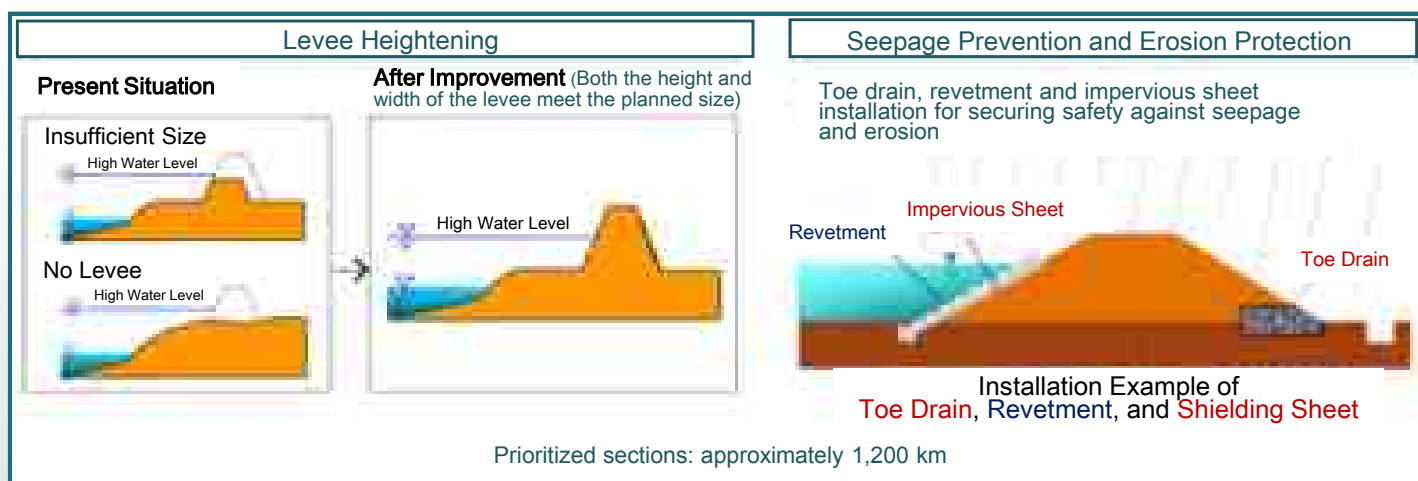 Levee Heightening
Present Situation
Insufficient Size
High Water Level
No Levee
High Water Level
After Improvement (Both the height and
width of the levee meet the planned size)
High Water Level
Seepage Prevention and Erosion Protection
Toe drain, revetment and impervious sheet
installation for securing safety against seepage
and erosion
Impervious Sheet
Revetment
Toe Drain
Installation Example of
Toe Drain, Revetment, and Shielding Sheet
Prioritized sections: approximately 1,200 km